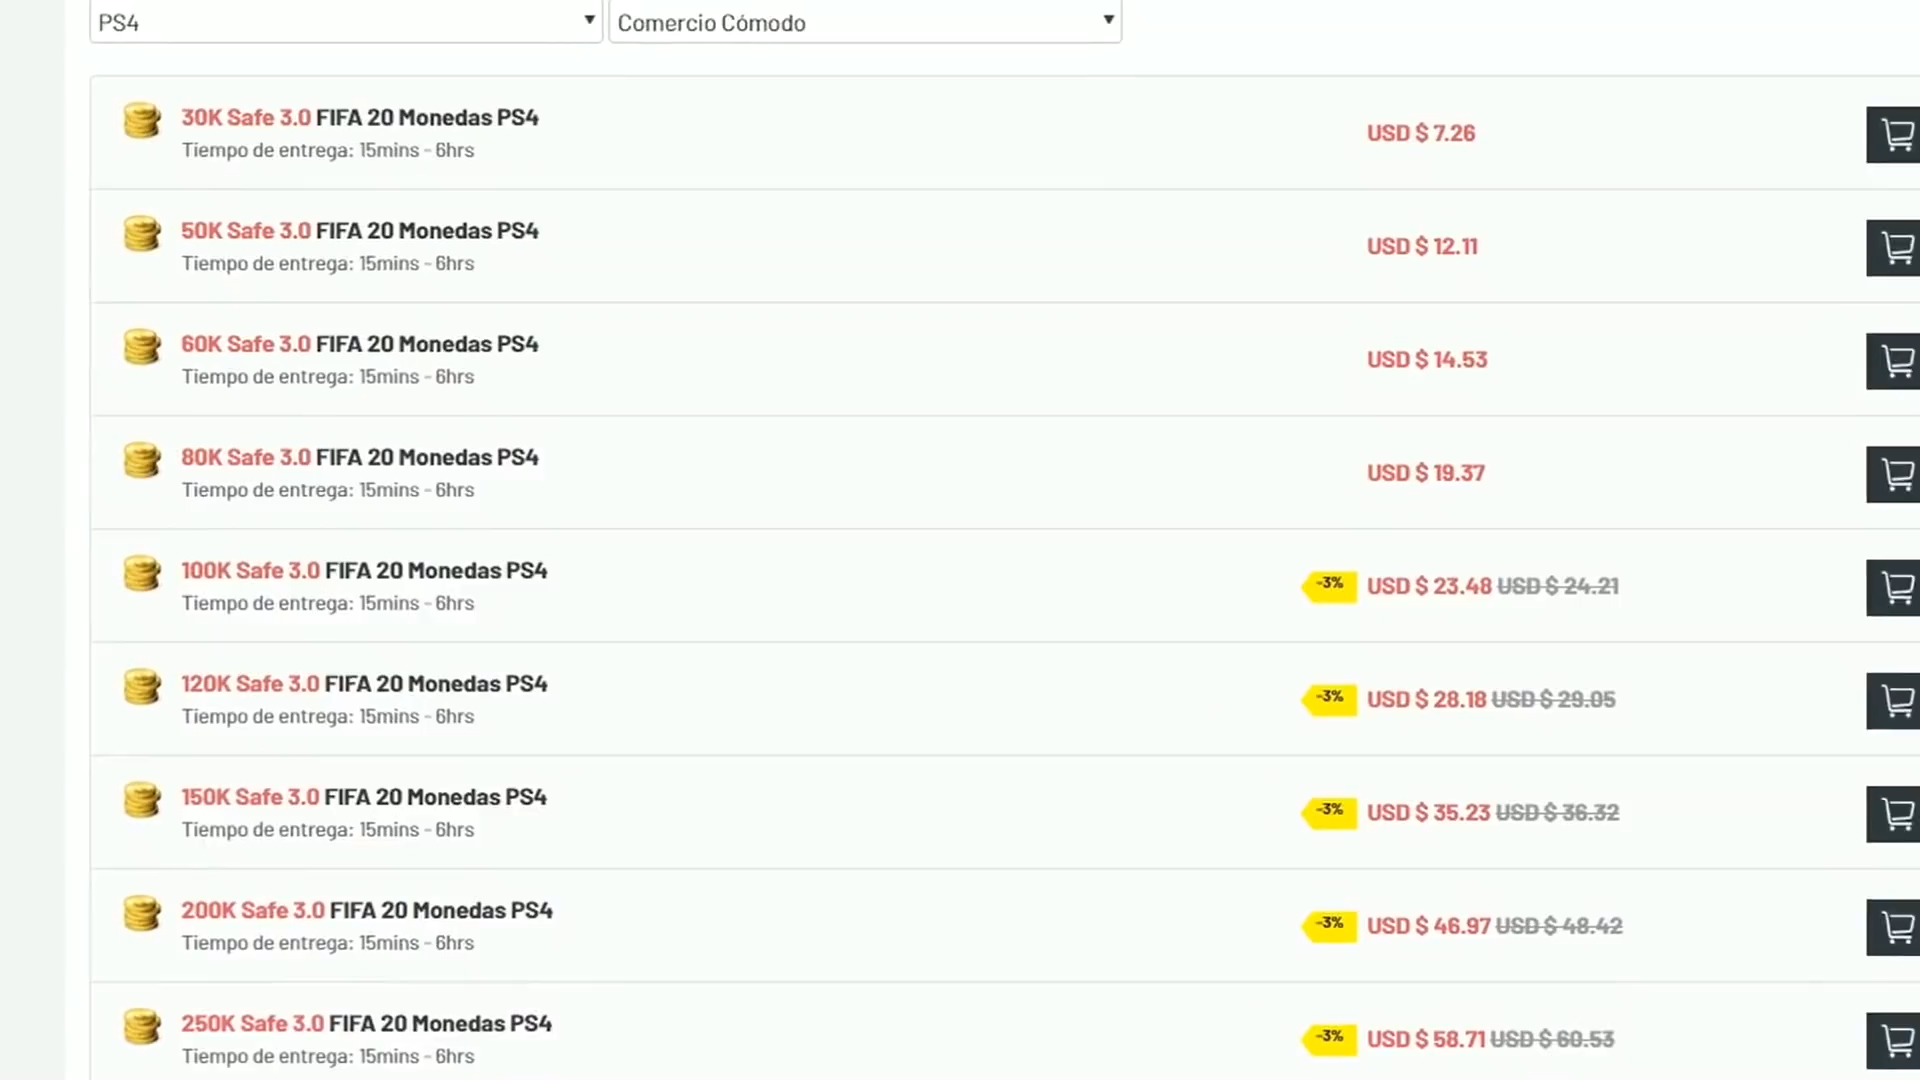 PS4 Comercio Cómodo
30K Safe 3.0 FIFA 20 Monedas PS4
Tiempo de entrega: 15mins - 6hrs
USD $ 7.26
50K Safe 3.0 FIFA 20 Monedas PS4
Tiempo de entrega: 15mins - 6hrs
USD $ 12.11
60K Safe 3.0 FIFA 20 Monedas PS4
Tiempo de entrega: 15mins - 6hrs
USD $ 14.53
80K Safe 3.0 FIFA 20 Monedas PS4
Tiempo de entrega: 15mins - 6hrs
USD $ 19.37
100K Safe 3.0 FIFA 20 Monedas PS4
Tiempo de entrega: 15mins - 6hrs
-3% USD $ 23.48 USD $ 24.21
120K Safe 3.0 FIFA 20 Monedas PS4
Tiempo de entrega: 15mins - 6hrs
-3% USD $ 28.18 USD $ 29.05
150K Safe 3.0 FIFA 20 Monedas PS4
Tiempo de entrega: 15mins - 6hrs
-3% USD $ 35.23 USD $ 36.32
200K Safe 3.0 FIFA 20 Monedas PS4
Tiempo de entrega: 15mins - 6hrs
-3% USD $ 46.97 USD $ 48.42
250K Safe 3.0 FIFA 20 Monedas PS4
Tiempo de entrega: 15mins - 6hrs
-3% USD $ 58.71 USD $ 60.53